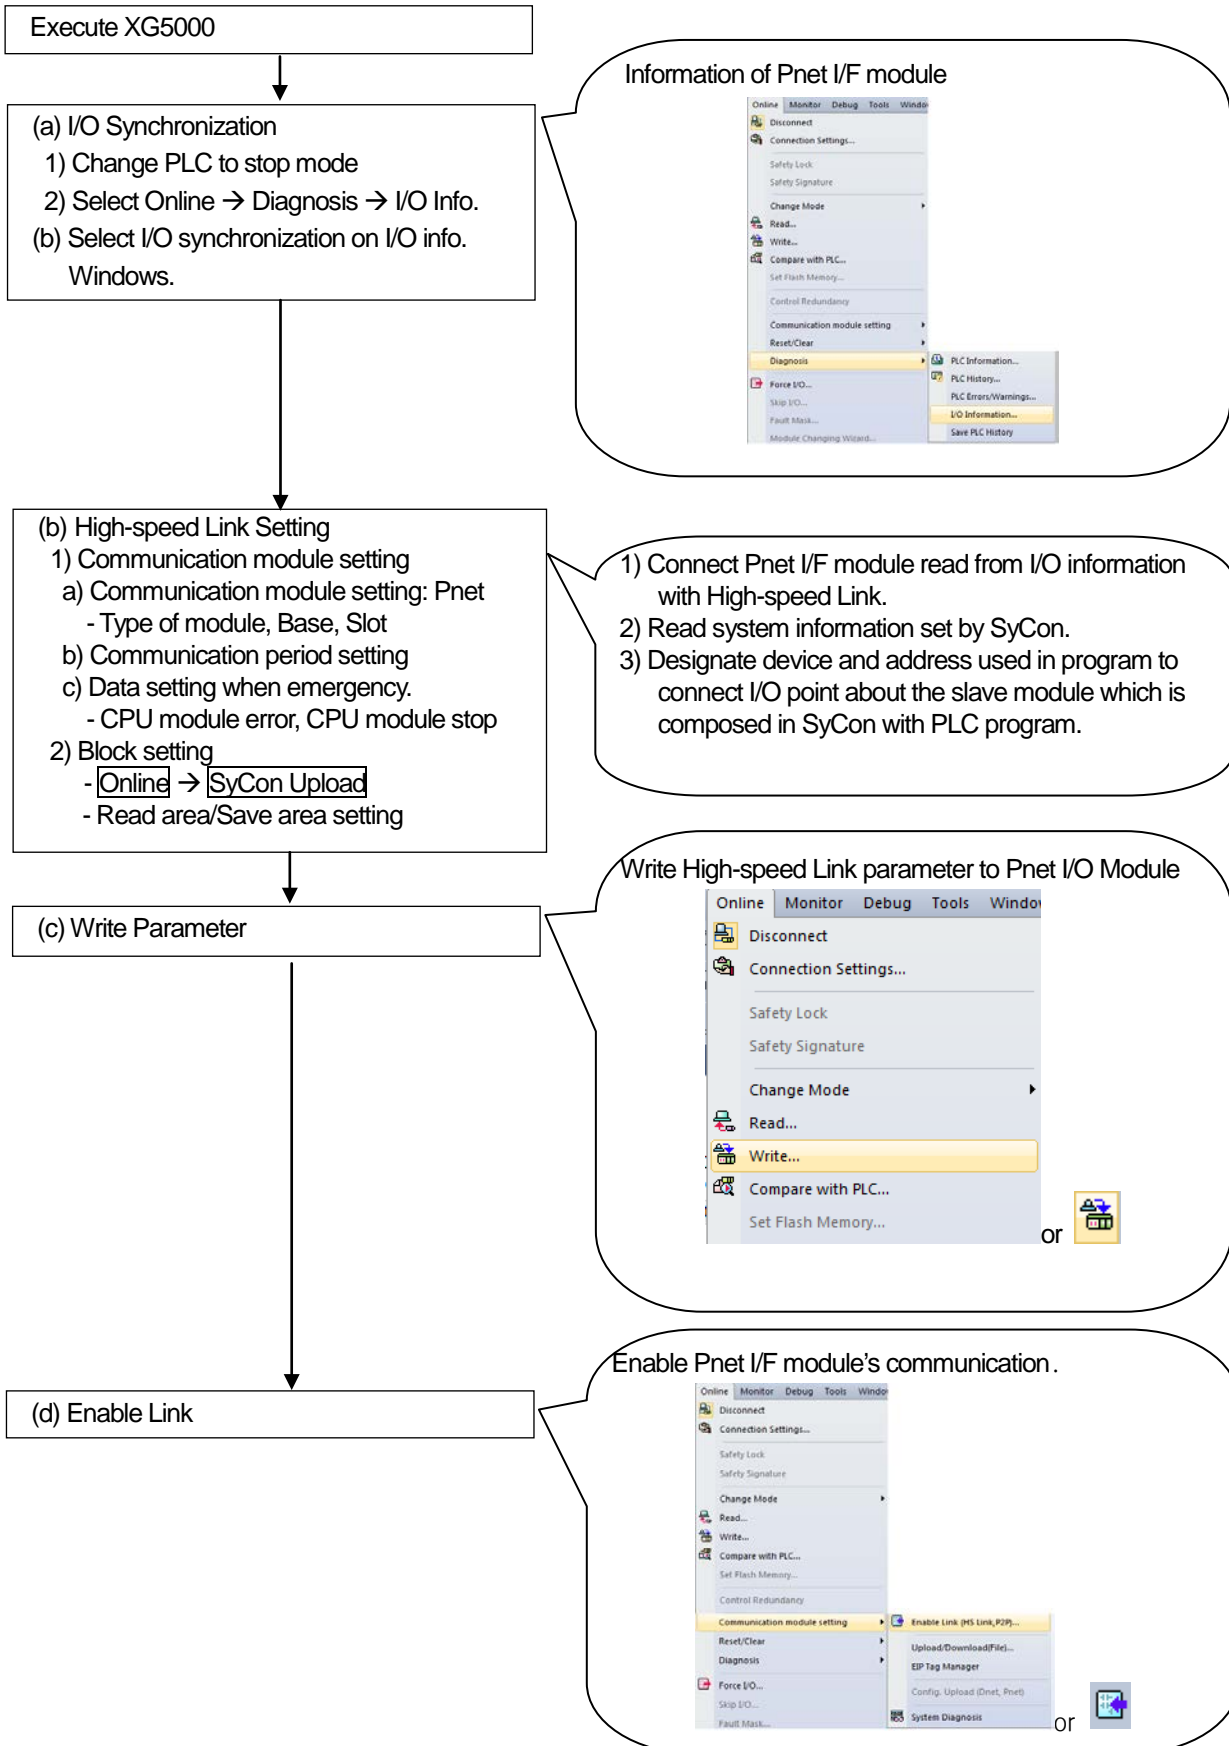 Execute XG5000
(a) I/O Synchronization
1) Change PLC to stop mode
2) Select Online → Diagnosis → I/O Info.
(b) Select I/O synchronization on I/O info.
Windows.
Information of Pnet I/F module
Online Monitor Debug Tools Windo
Disconnect
Connection Settings...
Safety Lock
Safety Signature
Change Mode
Read...
Write...
Compare with PLC...
Set Flash Memory...
Control Redundancy
Communication module setting
Reset/Clear
Diagnosis
PLC Information...
PLC History...
PLC Errors/Warnings...
I/O Information...
Save PLC History
Force I/O...
Skip I/O...
Fault Mask...
Module Changing Wizard...
(b) High-speed Link Setting
1) Communication module setting
a) Communication module setting: Pnet
- Type of module, Base, Slot
b) Communication period setting
c) Data setting when emergency.
- CPU module error, CPU module stop
2) Block setting
- Online → SyCon Upload
- Read area/Save area setting
1) Connect Pnet I/F module read from I/O information
with High-speed Link.
2) Read system information set by SyCon.
3) Designate device and address used in program to
connect I/O point about the slave module which is
composed in SyCon with PLC program.
(c) Write Parameter
Write High-speed Link parameter to Pnet I/O Module
Online Monitor Debug Tools Window
Disconnect
Connection Settings...
Safety Lock
Safety Signature
Change Mode
Read...
Write...
Compare with PLC...
Set Flash Memory...
or
(d) Enable Link
Enable Pnet I/F module's communication.
Online Monitor Debug Tools Windo
Disconnect
Connection Settings...
Safety Lock
Safety Signature
Change Mode
Read...
Write...
Compare with PLC...
Set Flash Memory...
Control Redundancy
Communication module setting
Enable Link (HS Link,P2P)...
Reset/Clear
Upload/Download(File)...
Diagnosis
EIP Tag Manager
Force I/O...
Config. Upload (Dnet, Pnet)
Skip I/O...
System Diagnosis
Fault Mask...
or